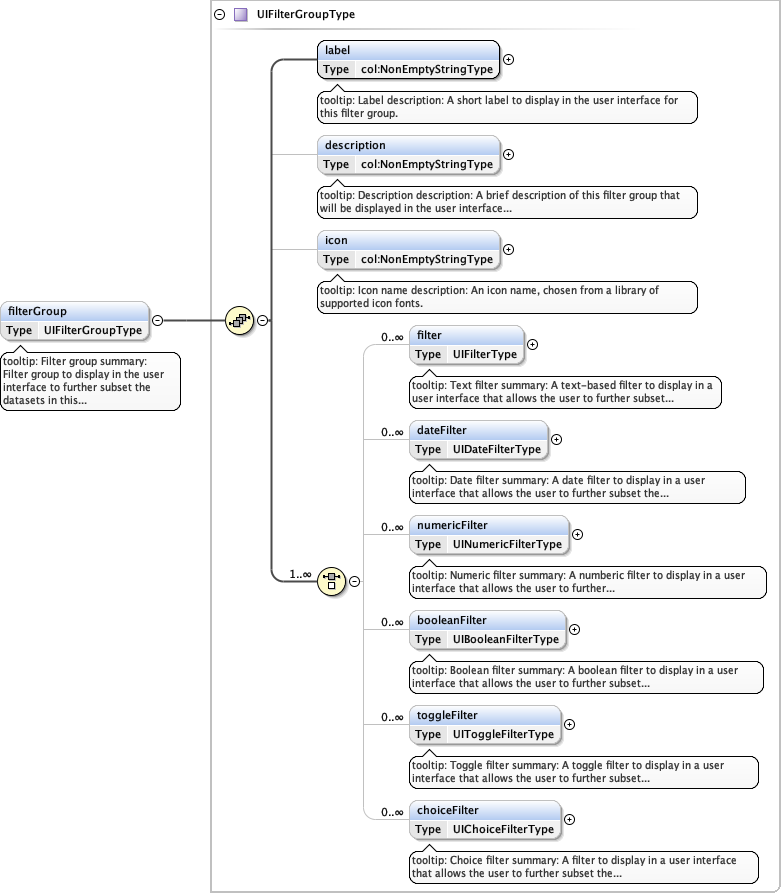 UIFilterGroupType
label
Type col:NonEmptyStringType
tooltip: Label description: A short label to display in the user interface for
this filter group.
description
Type col:NonEmptyStringType
tooltip: Description description: A brief description of this filter group that
will be displayed in the user interface...
icon
Type col:NonEmptyStringType
tooltip: Icon name description: An icon name, chosen from a library of
supported icon fonts.
filterGroup
Type UIFilterGroupType
tooltip: Filter group summary:
Filter group to display in the user
interface to further subset the
datasets in this...
1..∞
0..∞
filter
Type UIFilterType
tooltip: Text filter summary: A text-based filter to display in a
user interface that allows the user to further subset...
0..∞
dateFilter
Type UIDateFilterType
tooltip: Date filter summary: A date filter to display in a user
interface that allows the user to further subset the...
0..∞
numericFilter
Type UINumericFilterType
tooltip: Numeric filter summary: A numberic filter to display in a user
interface that allows the user to further...
0..∞
booleanFilter
Type UIBooleanFilterType
tooltip: Boolean filter summary: A boolean filter to display in a user
interface that allows the user to further subset...
0..∞
toggleFilter
Type UIToggleFilterType
tooltip: Toggle filter summary: A toggle filter to display in a user
interface that allows the user to further subset...
0..∞
choiceFilter
Type UIChoiceFilterType
tooltip: Choice filter summary: A filter to display in a user interface
that allows the user to further subset the...